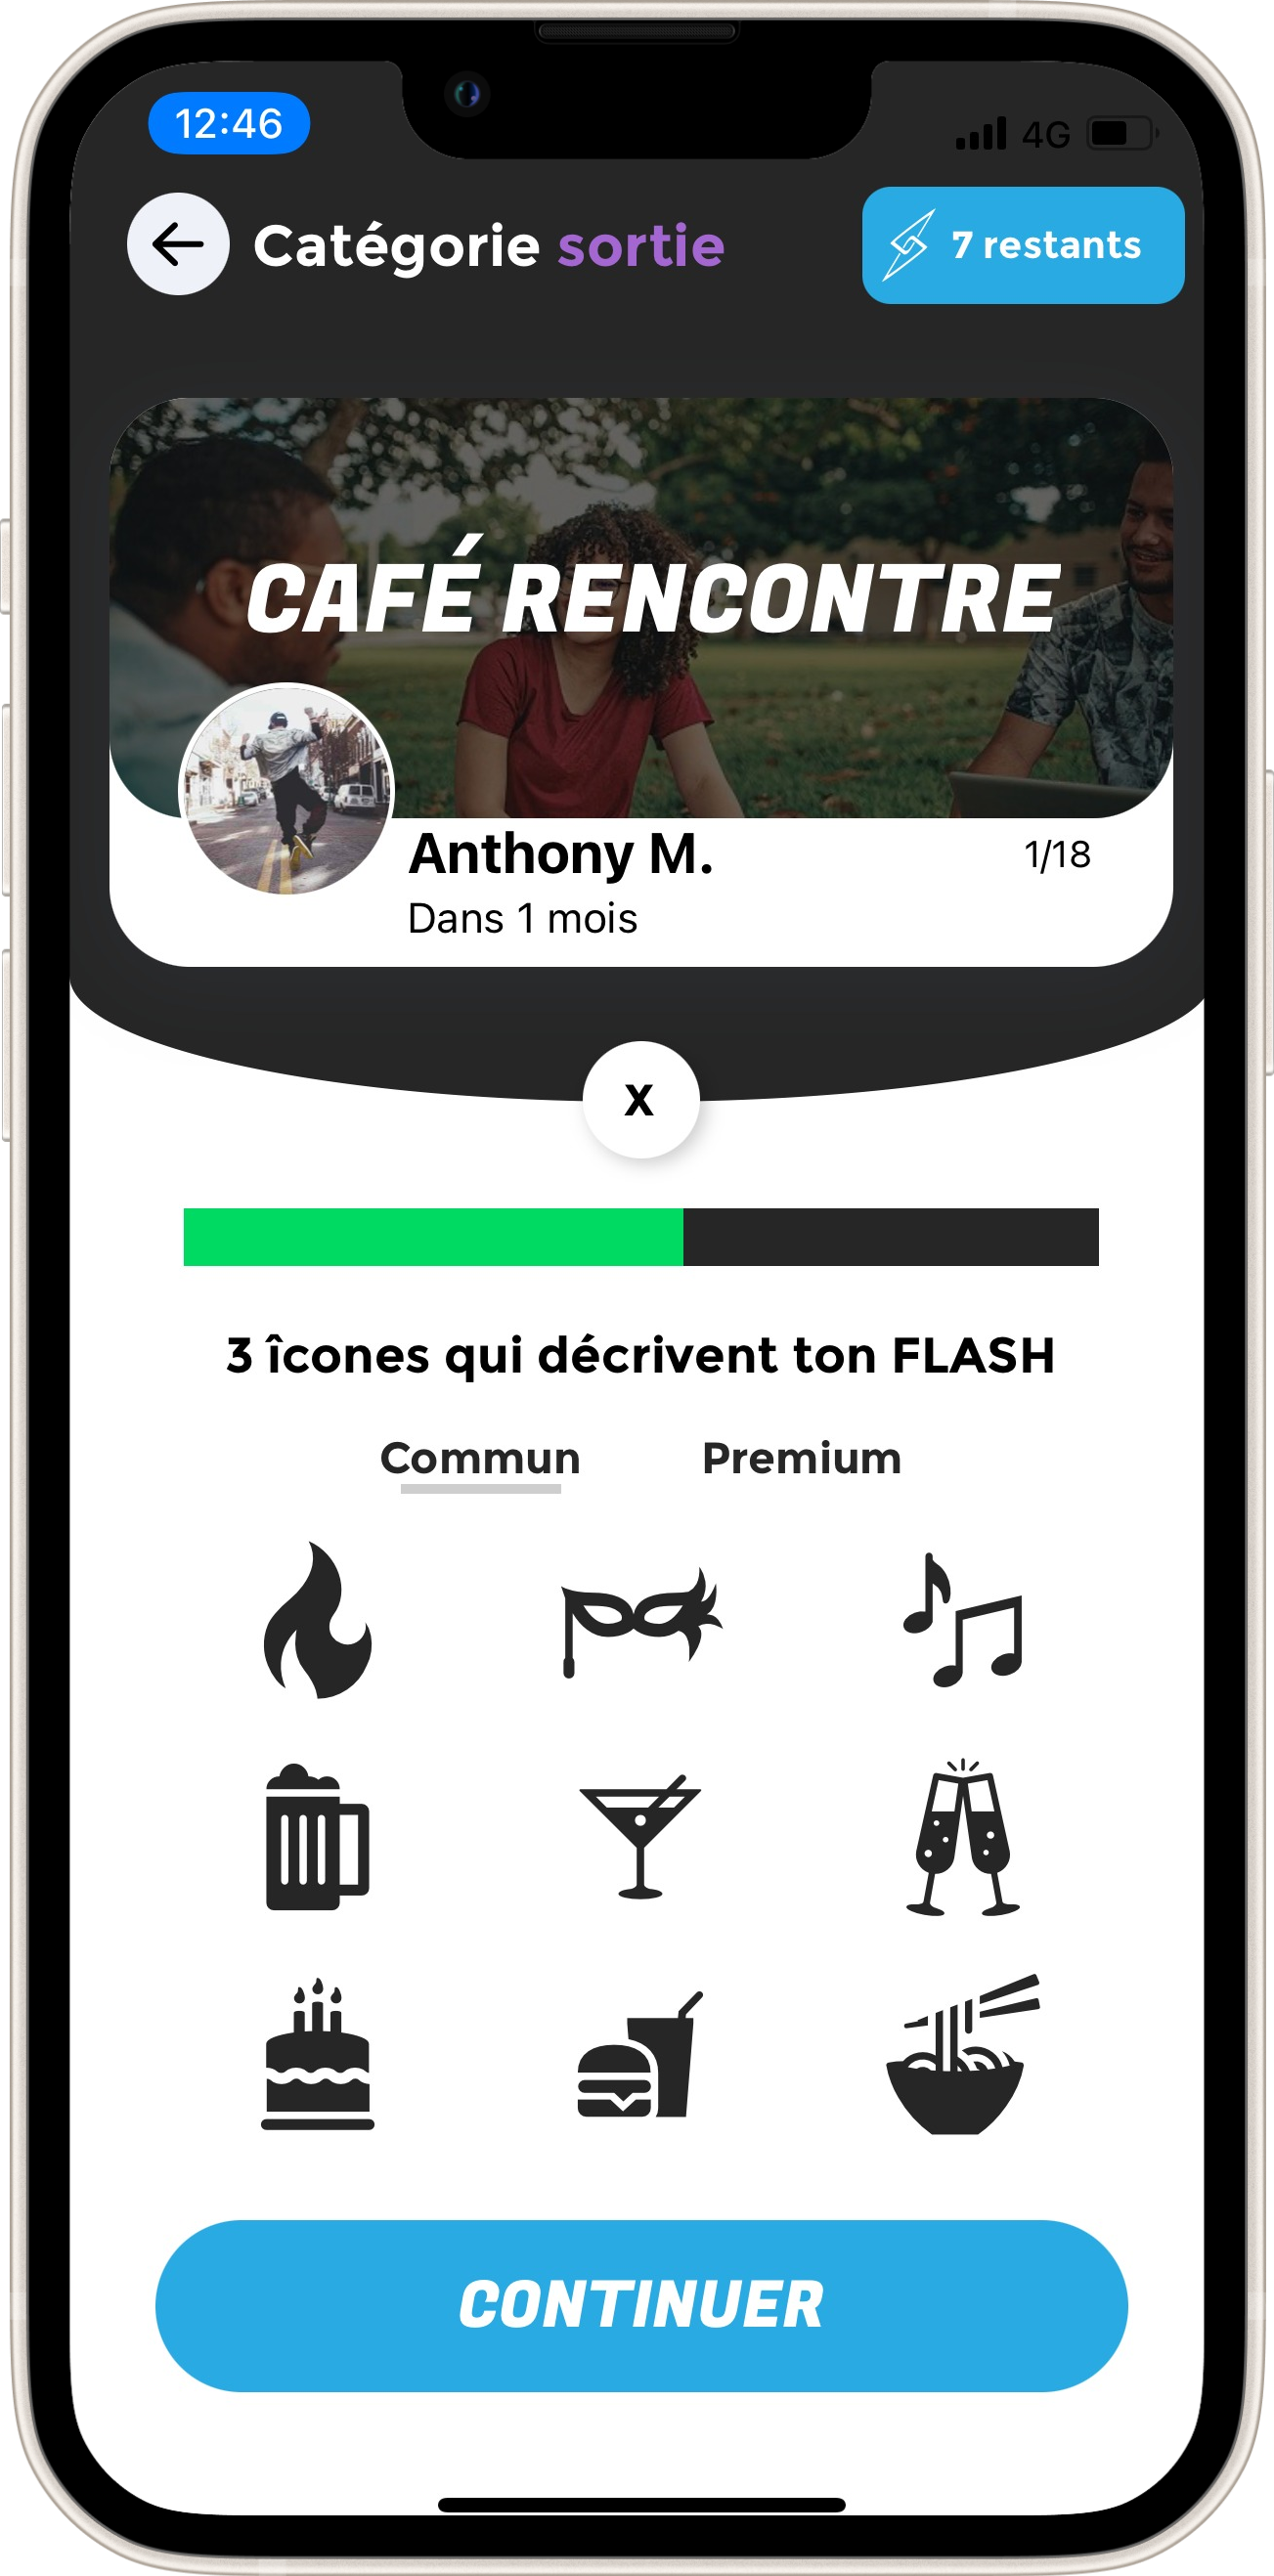 12:46
4G
Catégorie sortie
7 restants
CAFÉ RENCONTRE
Anthony M.
1/18
Dans 1 mois
X
3 îcones qui décrivent ton FLASH
Commun Premium
CONTINUER